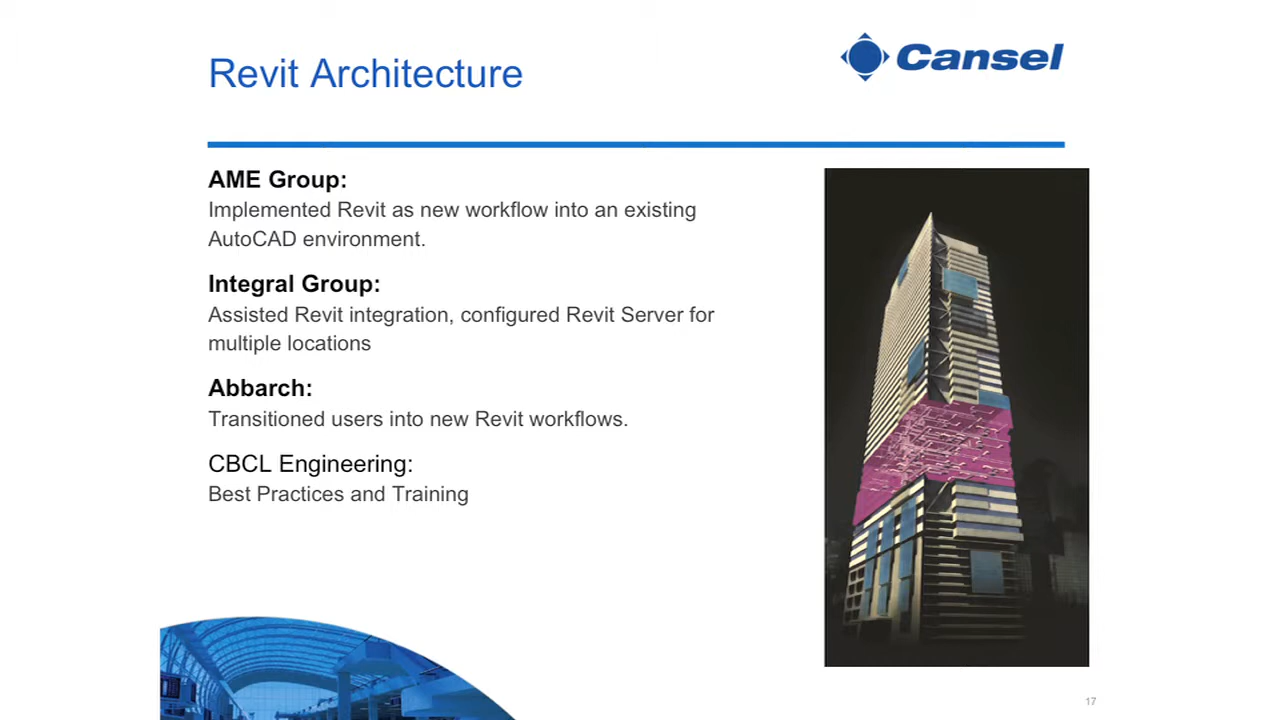 Revit Architecture
Cansel
AME Group:
Implemented Revit as new workflow into an existing
AutoCAD environment.
Integral Group:
Assisted Revit integration, configured Revit Server for
multiple locations
Abbarch:
Transitioned users into new Revit workflows.
CBCL Engineering:
Best Practices and Training
17